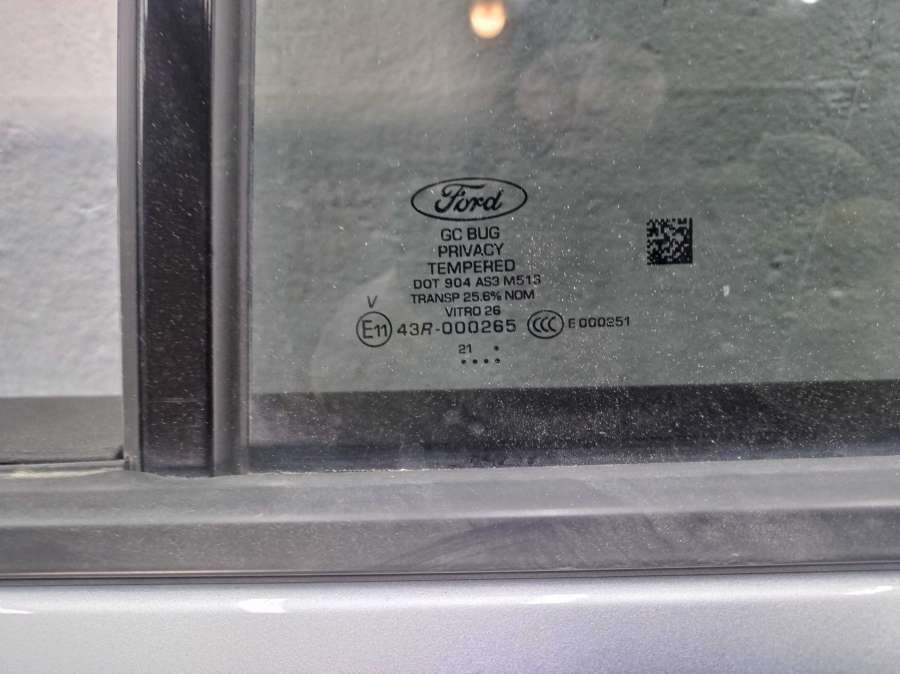 Ford
GC BUG
PRIVACY
TEMPERED
DOT 904 AS3 M513
TRANSP 25.6% NOM
VITRO 26
V
E11 43R-000265 CCC E000251
21